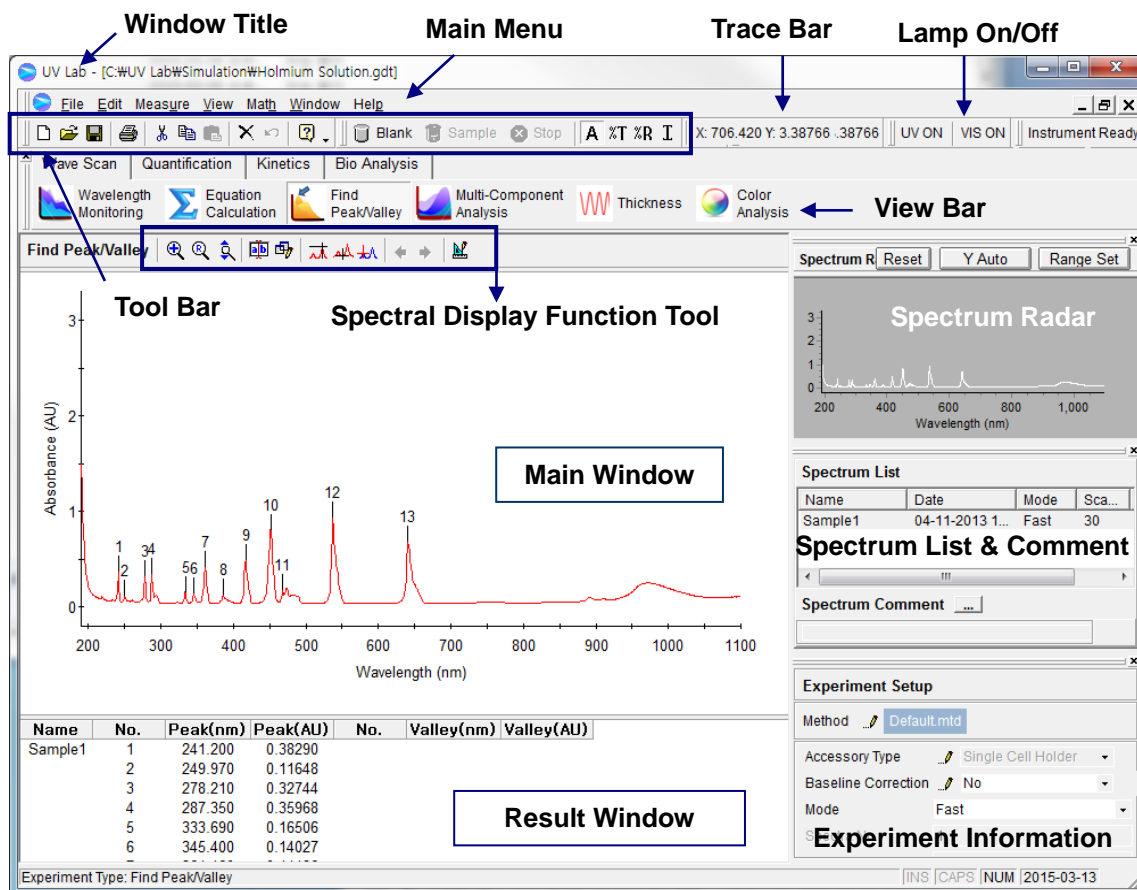 Window Title
Main Menu
Trace Bar
Lamp On/Off
UV Lab - [C:₩UV Lab₩Simulation₩Holmium Solution.gdt]
File Edit Measure View Math Window Help
Blank Sample Stop A %T %R I X: 706.420 Y: 3.38766 .38766 UV ON VIS ON Instrument Ready
Wave Scan Quantification Kinetics Bio Analysis
Wavelength Monitoring
Equation Calculation
Find Peak/Valley
Multi-Component Analysis
Thickness
Color Analysis
View Bar
Find Peak/Valley
Tool Bar
Spectral Display Function Tool
Absorbance (AU)
3
2
1
0
1 2 3 4 5 6 7 8 9 10 11 12 13
Main Window
200 300 400 500 600 700 800 900 1000 1100
Wavelength (nm)
Spectrum R Reset Y Auto Range Set
Spectrum Radar
3
2
1
0
200 400 600 800 1,000
Wavelength (nm)
Spectrum List
Name Date Mode Sca...
Sample1 04-11-2013 1... Fast 30
Spectrum List & Comment
Spectrum Comment ...
Experiment Setup
Method Default.mtd
Accessory Type Single Cell Holder
Baseline Correction No
Mode Fast
Experiment Information
Name No. Peak(nm) Peak(AU) No. Valley(nm) Valley(AU)
Sample1 1 241.200 0.38290
2 249.970 0.11648
3 278.210 0.32744
4 287.350 0.35968
5 333.690 0.16506
6 345.400 0.14027
Result Window
Experiment Type: Find Peak/Valley
INS CAPS NUM 2015-03-13